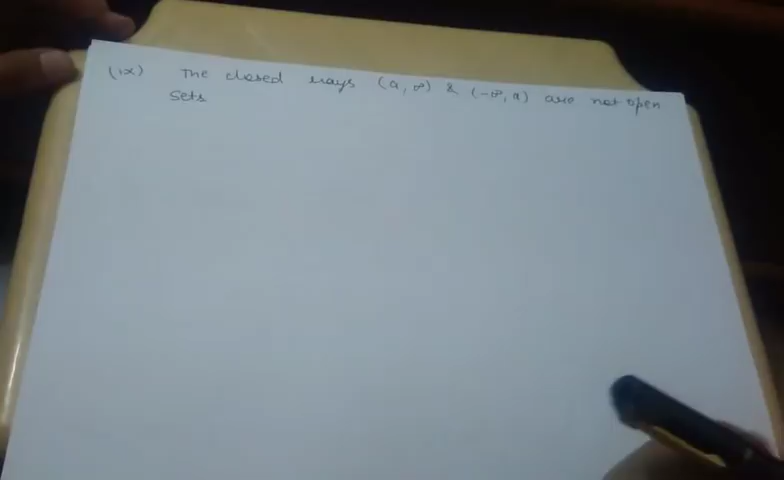 (ix) The closed rays (a, ∞) & (-∞, a) are not open
sets